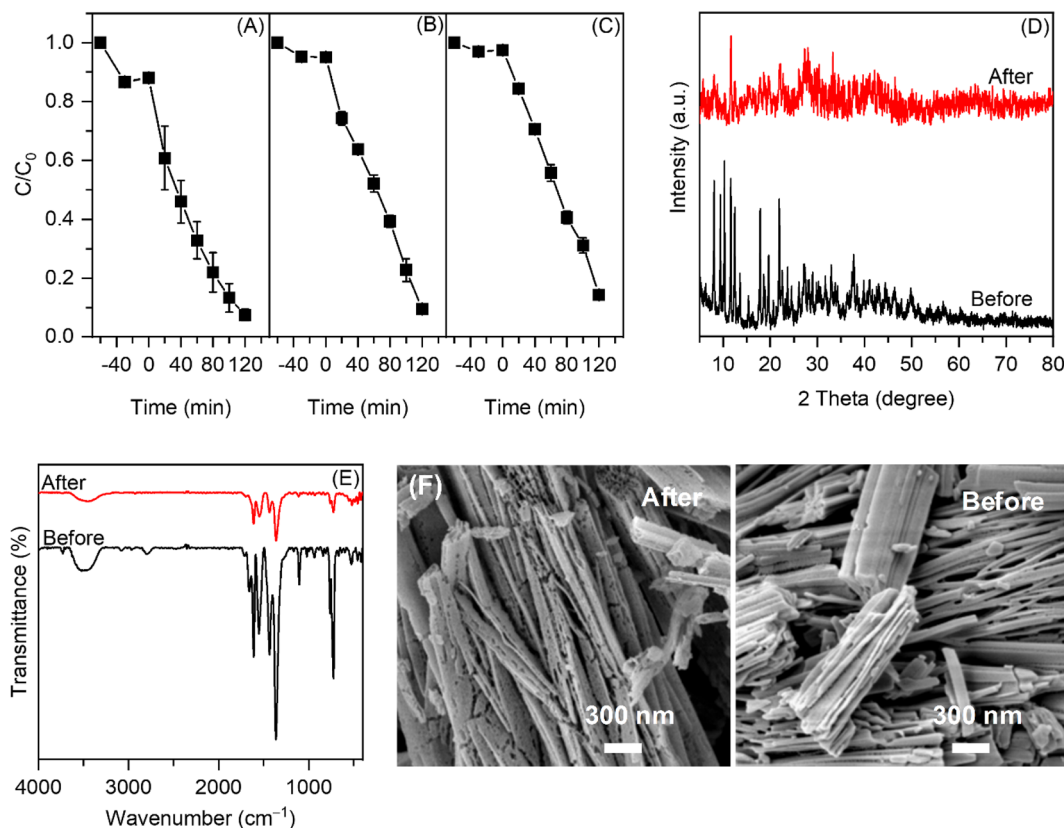 (A)
(B)
(C)
1.0
0.8
0.6
0.4
0.2
0.0
C/C0
-40 0 40 80 120
-40 0 40 80 120
-40 0 40 80 120
Time (min)
Time (min)
Time (min)
(D)
After
Before
Intensity (a.u.)
10 20 30 40 50 60 70 80
2 Theta (degree)
(E)
After
Before
Transmittance (%)
4000 3000 2000 1000
Wavenumber (cm⁻¹)
(F)
After
300 nm
Before
300 nm